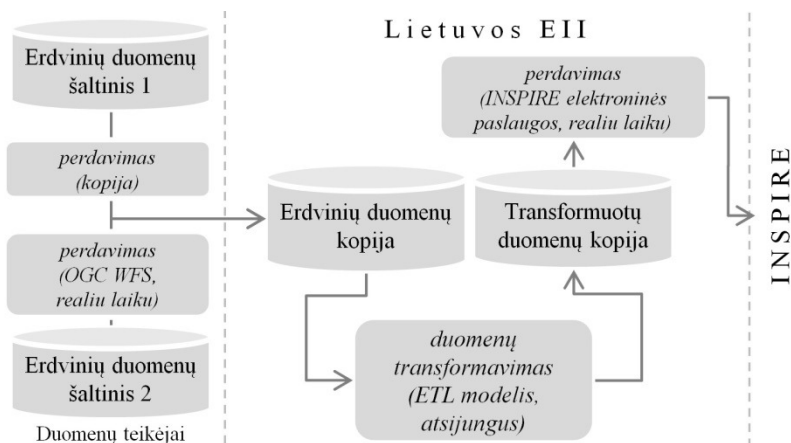 Erdvinių duomenų
šaltinis 1
perdavimas
(kopija)
perdavimas
(OGC WFS,
realiu laiku)
Erdvinių duomenų
šaltinis 2
Duomenų teikėjai
Lietuvos EII
perdavimas
(INSPIRE elektroninės
paslaugos, realiu laiku)
Erdvinių duomenų
kopija
Transformuotų
duomenų kopija
duomenų
transformavimas
(ETL modelis,
atsijungus)
INSPIRE